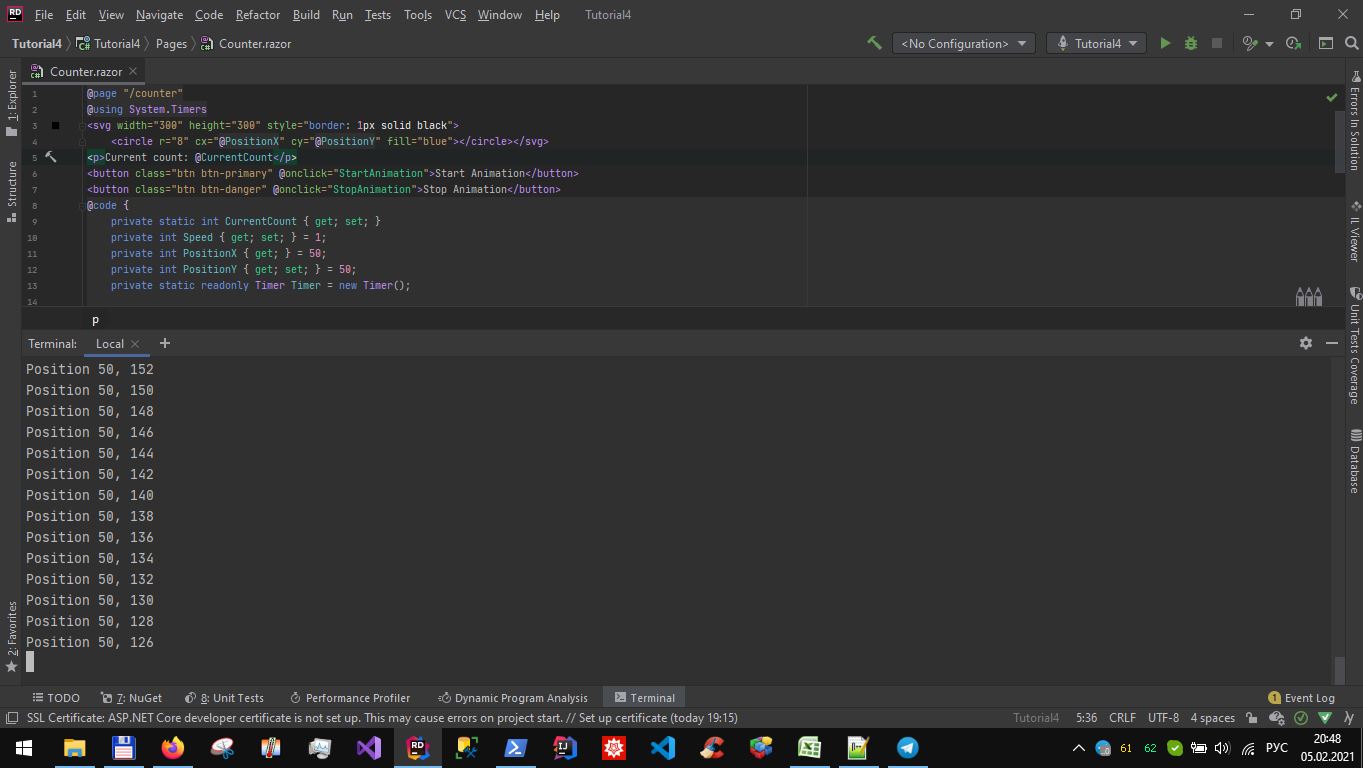 RD File Edit View Navigate Code Refactor Build Run Tests Tools VCS Window Help Tutorial4
Tutorial4 Tutorial4 Pages Counter.razor <No Configuration> Tutorial4
Counter.razor
1: Explorer
Structure
2: Favorites
1 @page "/counter"
2 @using System.Timers
3 <svg width="300" height="300" style="border: 1px solid black">
4 <circle r="8" cx="@PositionX" cy="@PositionY" fill="blue"></circle></svg>
5 <p>Current count: @CurrentCount</p>
6 <button class="btn btn-primary" @onclick="StartAnimation">Start Animation</button>
7 <button class="btn btn-danger" @onclick="StopAnimation">Stop Animation</button>
8 @code {
9 private static int CurrentCount { get; set; }
10 private int Speed { get; set; } = 1;
11 private int PositionX { get; } = 50;
12 private int PositionY { get; set; } = 50;
13 private static readonly Timer Timer = new Timer();
14
p
Errors In Solution
IL Viewer
Unit Tests Coverage
Database
Terminal: Local
Position 50, 152
Position 50, 150
Position 50, 148
Position 50, 146
Position 50, 144
Position 50, 142
Position 50, 140
Position 50, 138
Position 50, 136
Position 50, 134
Position 50, 132
Position 50, 130
Position 50, 128
Position 50, 126
TODO 7: NuGet 8: Unit Tests Performance Profiler Dynamic Program Analysis Terminal 1 Event Log
SSL Certificate: ASP.NET Core developer certificate is not set up. This may cause errors on project start. // Set up certificate (today 19:15) Tutorial4 5:36 CRLF UTF-8 4 spaces
RD IJ 61 62 РУС 20:48
05.02.2021